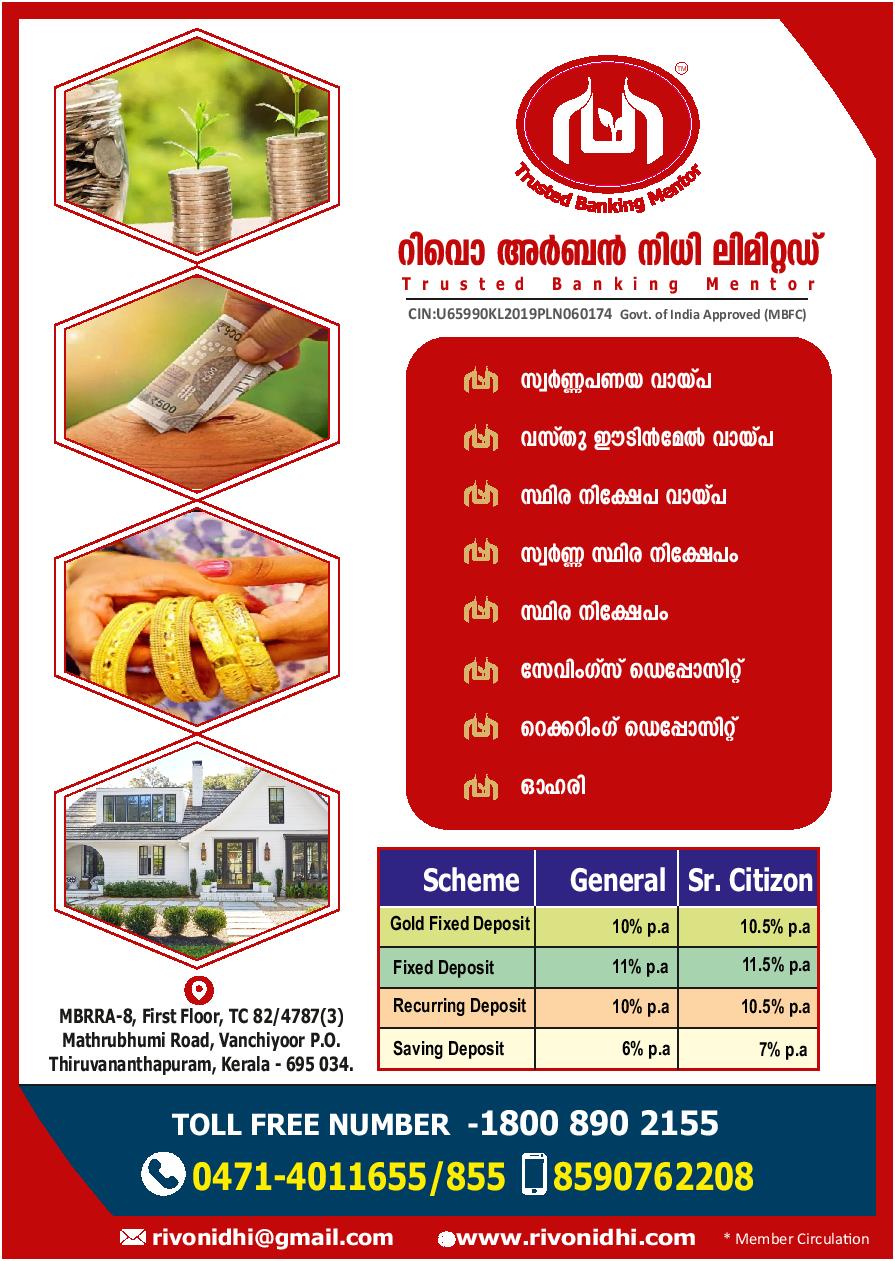 TM
Trusted Banking Mentor
റിവൊ അർബൻ നിധി ലിമിറ്റഡ്
Trusted Banking Mentor
CIN:U65990KL2019PLN060174 Govt. of India Approved (MBFC)
സ്വർണ്ണപണയ വായ്പ
വസ്തു ഈടിൻമേൽ വായ്പ
സ്ഥിര നിക്ഷേപ വായ്പ
സ്വർണ്ണ സ്ഥിര നിക്ഷേപം
സ്ഥിര നിക്ഷേപം
സേവിംഗ്സ് ഡെപ്പോസിറ്റ്
റെക്കറിംഗ് ഡെപ്പോസിറ്റ്
ഓഹരി
Scheme General Sr. Citizon
Gold Fixed Deposit 10% p.a 10.5% p.a
Fixed Deposit 11% p.a 11.5% p.a
Recurring Deposit 10% p.a 10.5% p.a
Saving Deposit 6% p.a 7% p.a
MBRRA-8, First Floor, TC 82/4787(3)
Mathrubhumi Road, Vanchiyoor P.O.
Thiruvananthapuram, Kerala - 695 034.
TOLL FREE NUMBER -1800 890 2155
0471-4011655/855 8590762208
rivonidhi@gmail.com www.rivonidhi.com * Member Circulation